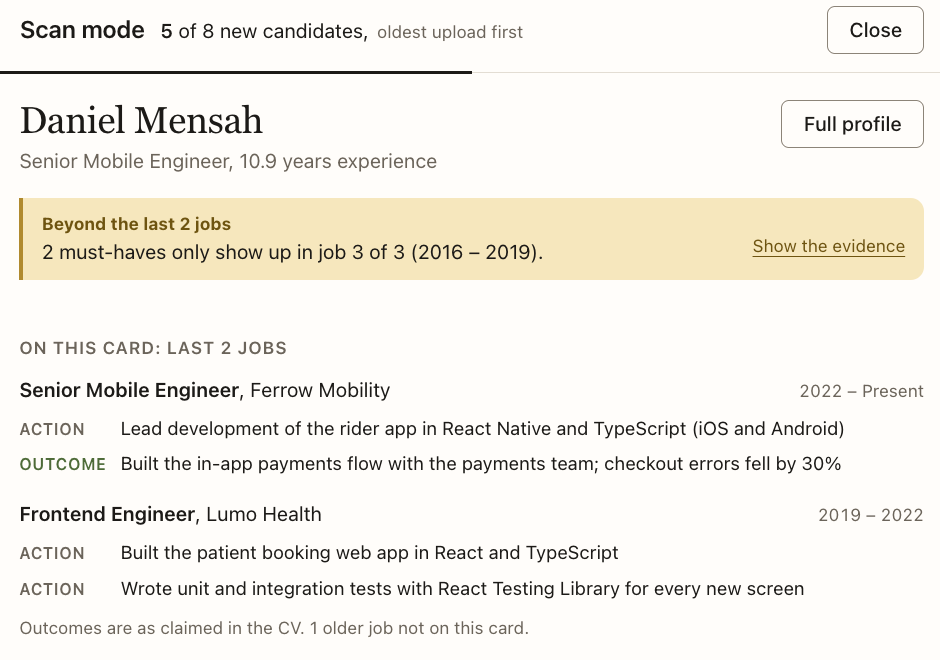 Scan mode 5 of 8 new candidates, oldest upload first
Close
Daniel Mensah
Full profile
Senior Mobile Engineer, 10.9 years experience
Beyond the last 2 jobs
2 must-haves only show up in job 3 of 3 (2016 – 2019).
Show the evidence
ON THIS CARD: LAST 2 JOBS
Senior Mobile Engineer, Ferrow Mobility 2022 – Present
ACTION Lead development of the rider app in React Native and TypeScript (iOS and Android)
OUTCOME Built the in-app payments flow with the payments team; checkout errors fell by 30%
Frontend Engineer, Lumo Health 2019 – 2022
ACTION Built the patient booking web app in React and TypeScript
ACTION Wrote unit and integration tests with React Testing Library for every new screen
Outcomes are as claimed in the CV. 1 older job not on this card.